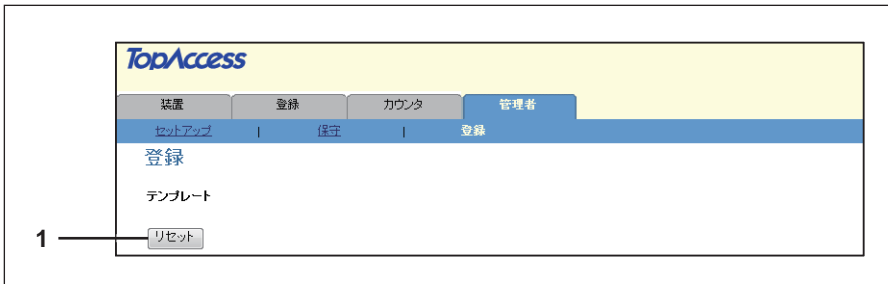 TopAccess
装置 登録 カウンタ 管理者
セットアップ | 保守 | 登録
登録
テンプレート
1 リセット